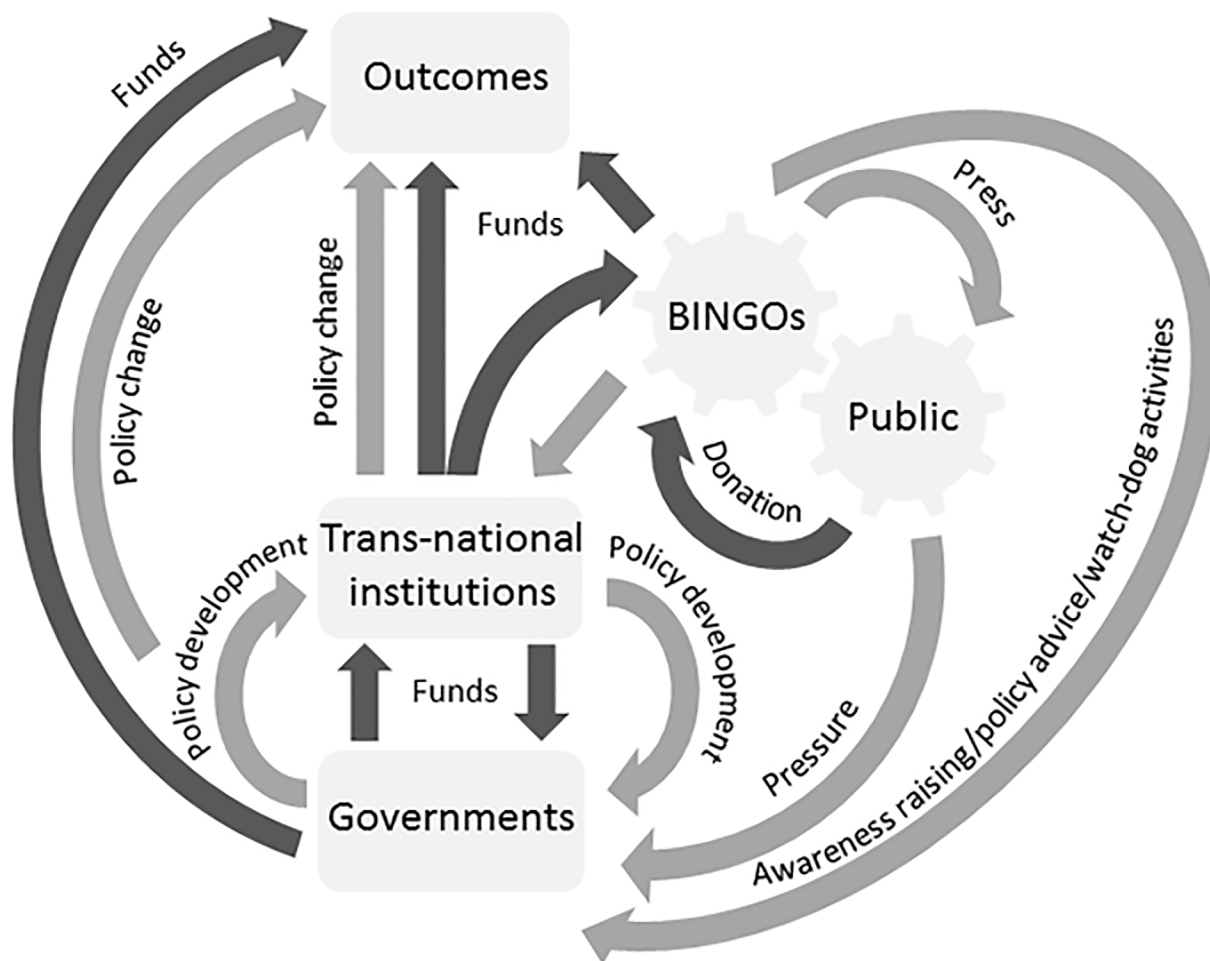 Funds
Outcomes
Press
Funds
Policy change
Policy change
BINGOs
Public
Donation
Trans-national
institutions
Policy development
Policy development
Funds
Governments
Pressure
Awareness raising/policy advice/watch-dog activities